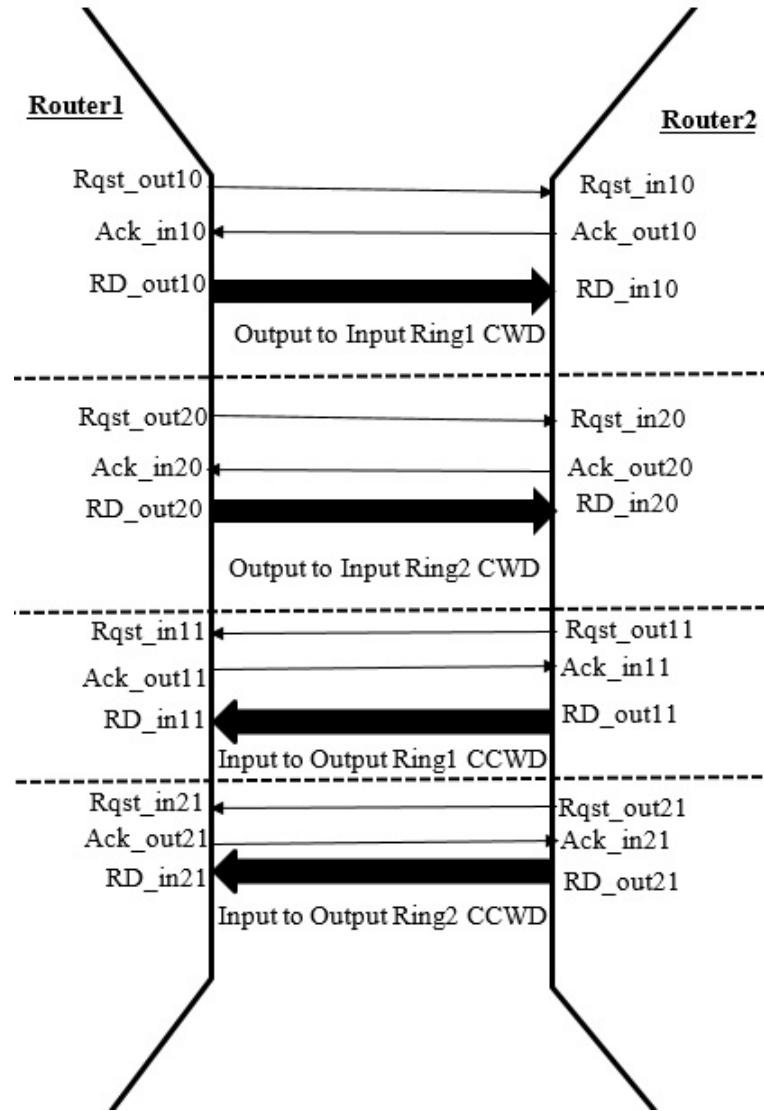 Router1
Router2
Rqst_out10
Rqst_in10
Ack_in10
Ack_out10
RD_out10
RD_in10
Output to Input Ring1 CWD
Rqst_out20
Rqst_in20
Ack_in20
Ack_out20
RD_out20
RD_in20
Output to Input Ring2 CWD
Rqst_in11
Rqst_out11
Ack_out11
Ack_in11
RD_in11
RD_out11
Input to Output Ring1 CCWD
Rqst_in21
Rqst_out21
Ack_out21
Ack_in21
RD_in21
RD_out21
Input to Output Ring2 CCWD